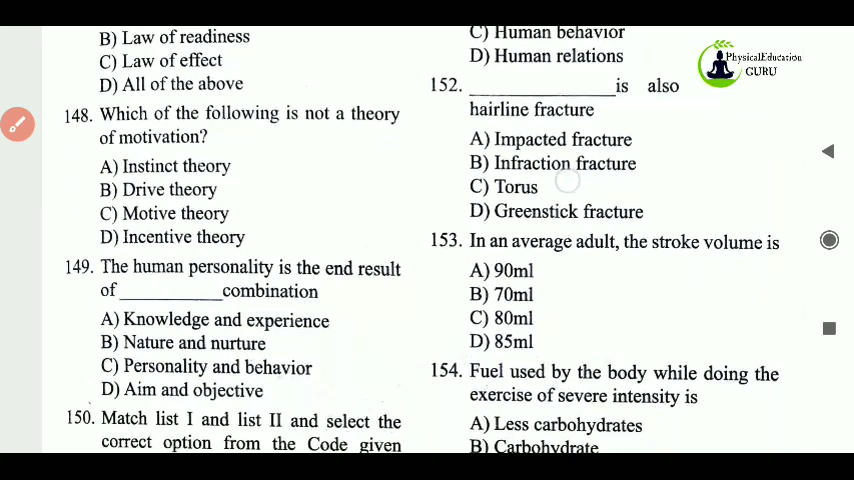 B) Law of readiness
C) Law of effect
D) All of the above
148. Which of the following is not a theory
of motivation?
A) Instinct theory
B) Drive theory
C) Motive theory
D) Incentive theory
149. The human personality is the end result
of ________ combination
A) Knowledge and experience
B) Nature and nurture
C) Personality and behavior
D) Aim and objective
150. Match list I and list II and select the
correct option from the Code given
C) Human behavior
D) Human relations
152. ____________is also
hairline fracture
A) Impacted fracture
B) Infraction fracture
C) Torus
D) Greenstick fracture
153. In an average adult, the stroke volume is
A) 90ml
B) 70ml
C) 80ml
D) 85ml
154. Fuel used by the body while doing the
exercise of severe intensity is
A) Less carbohydrates
B) Carbohydrate
PhysicalEducation
GURU